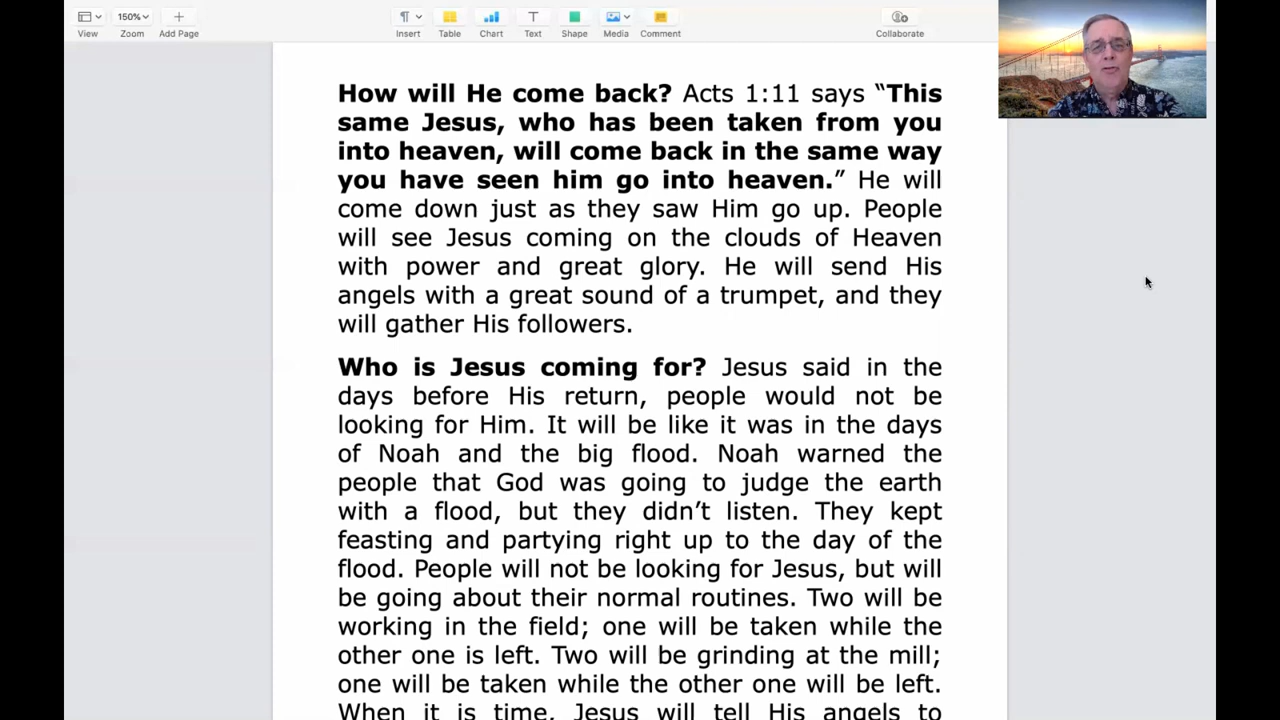 View
150%
Zoom
Add Page
Insert
Table
Chart
Text
Shape
Media
Comment
Collaborate
How will He come back? Acts 1:11 says “This
same Jesus, who has been taken from you
into heaven, will come back in the same way
you have seen him go into heaven.” He will
come down just as they saw Him go up. People
will see Jesus coming on the clouds of Heaven
with power and great glory. He will send His
angels with a great sound of a trumpet, and they
will gather His followers.
Who is Jesus coming for? Jesus said in the
days before His return, people would not be
looking for Him. It will be like it was in the days
of Noah and the big flood. Noah warned the
people that God was going to judge the earth
with a flood, but they didn’t listen. They kept
feasting and partying right up to the day of the
flood. People will not be looking for Jesus, but will
be going about their normal routines. Two will be
working in the field; one will be taken while the
other one is left. Two will be grinding at the mill;
one will be taken while the other one will be left.
When it is time, Jesus will tell His angels to